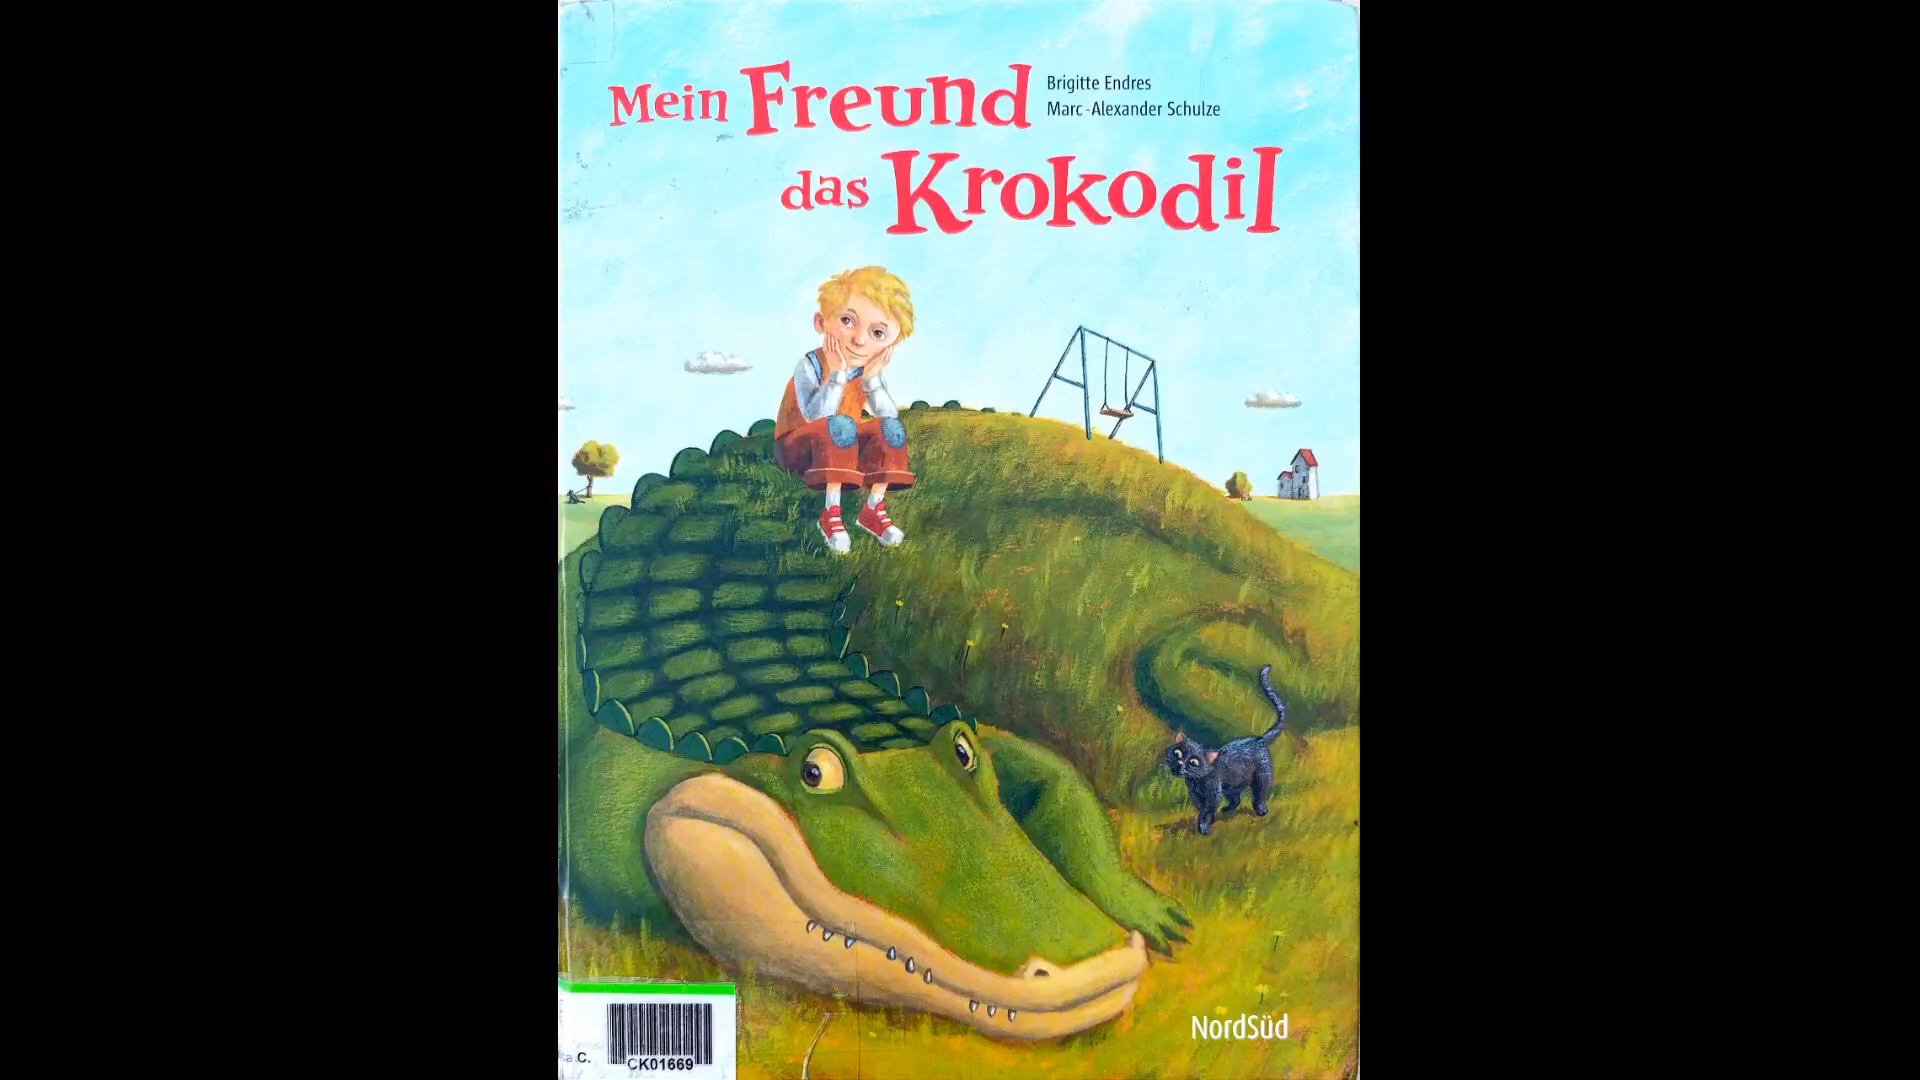 Mein Freund
das Krokodil
Brigitte Endres
Marc-Alexander Schulze
NordSüd
C.
CK01669